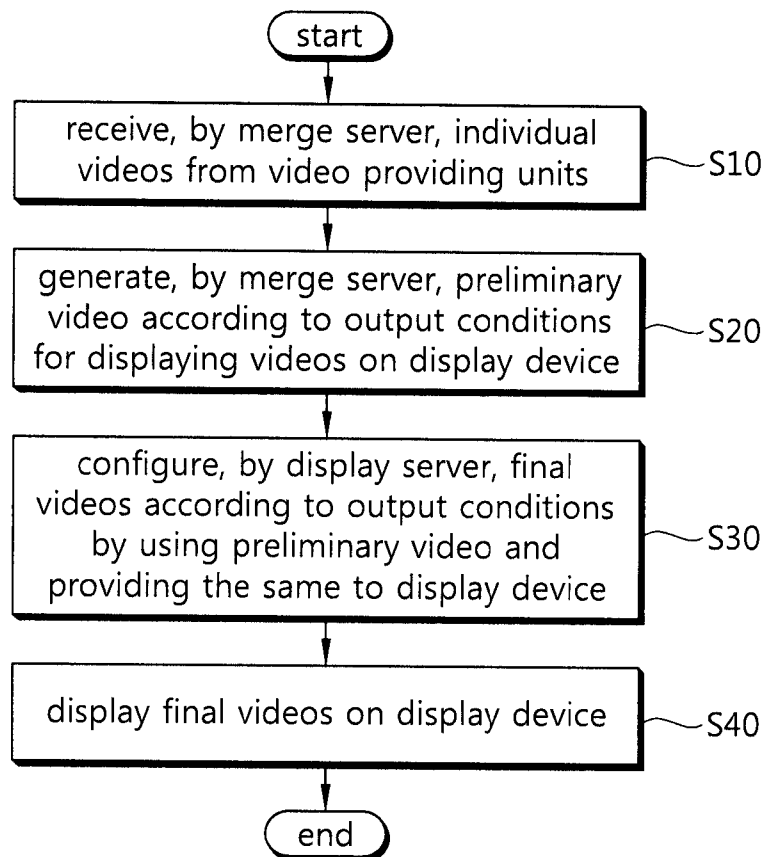 start
receive, by merge server, individual
videos from video providing units
S10
generate, by merge server, preliminary
video according to output conditions
for displaying videos on display device
S20
configure, by display server, final
videos according to output conditions
by using preliminary video and
providing the same to display device
S30
display final videos on display device
S40
end